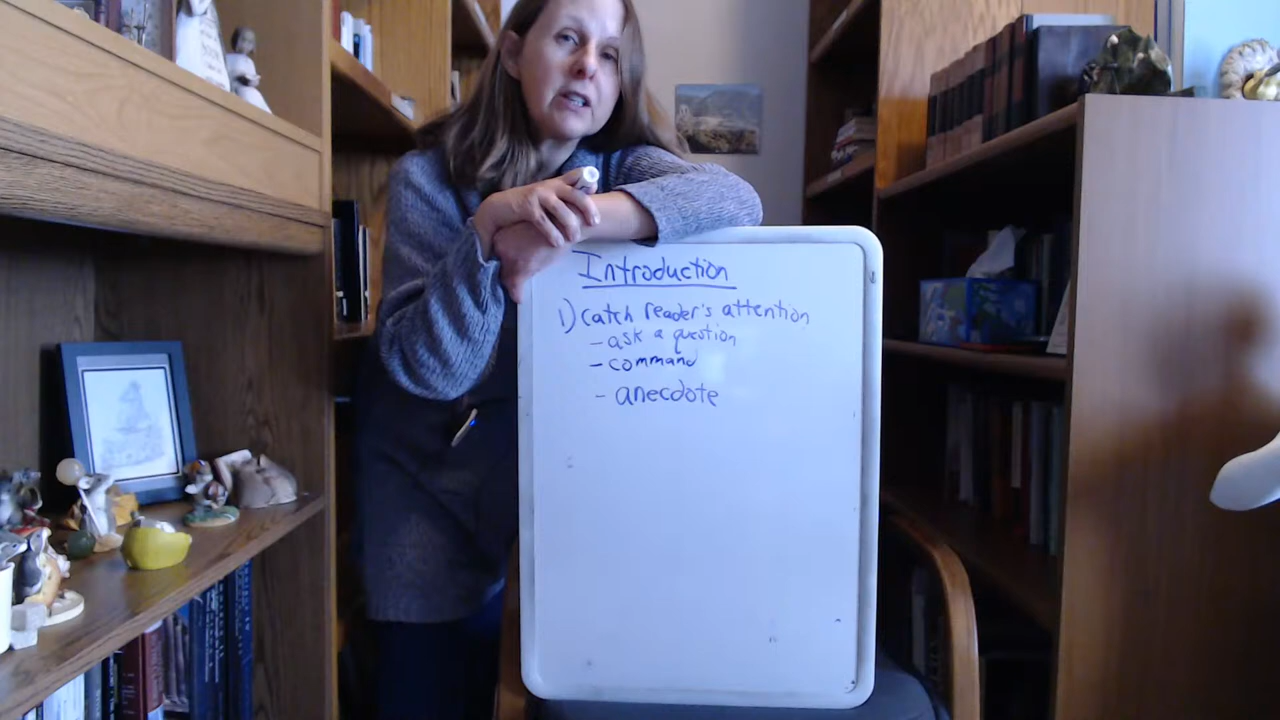 Introduction
1) catch reader's attention
- ask a question
- command
- anecdote